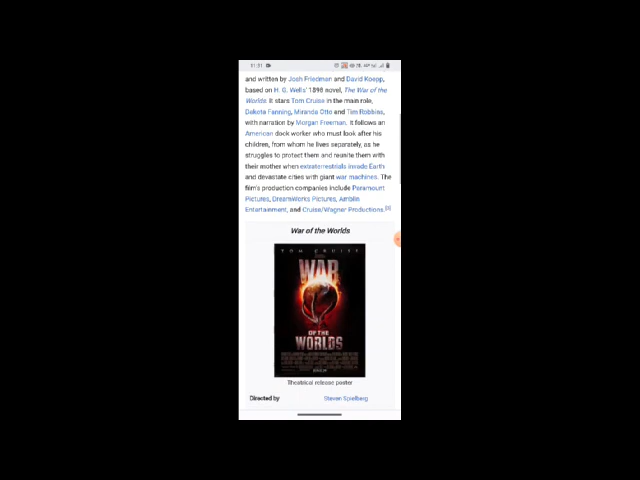 11:31
and written by Josh Friedman and David Koepp,
based on H. G. Wells' 1898 novel, The War of the
Worlds. It stars Tom Cruise in the main role,
Dakota Fanning, Miranda Otto and Tim Robbins,
with narration by Morgan Freeman. It follows an
American dock worker who must look after his
children, from whom he lives separately, as he
struggles to protect them and reunite them with
their mother when extraterrestrials invade Earth
and devastate cities with giant war machines. The
film's production companies include Paramount
Pictures, DreamWorks Pictures, Amblin
Entertainment, and Cruise/Wagner Productions.
War of the Worlds
TOM CRUISE
WAR
OF THE
WORLDS
Theatrical release poster
Directed by Steven Spielberg